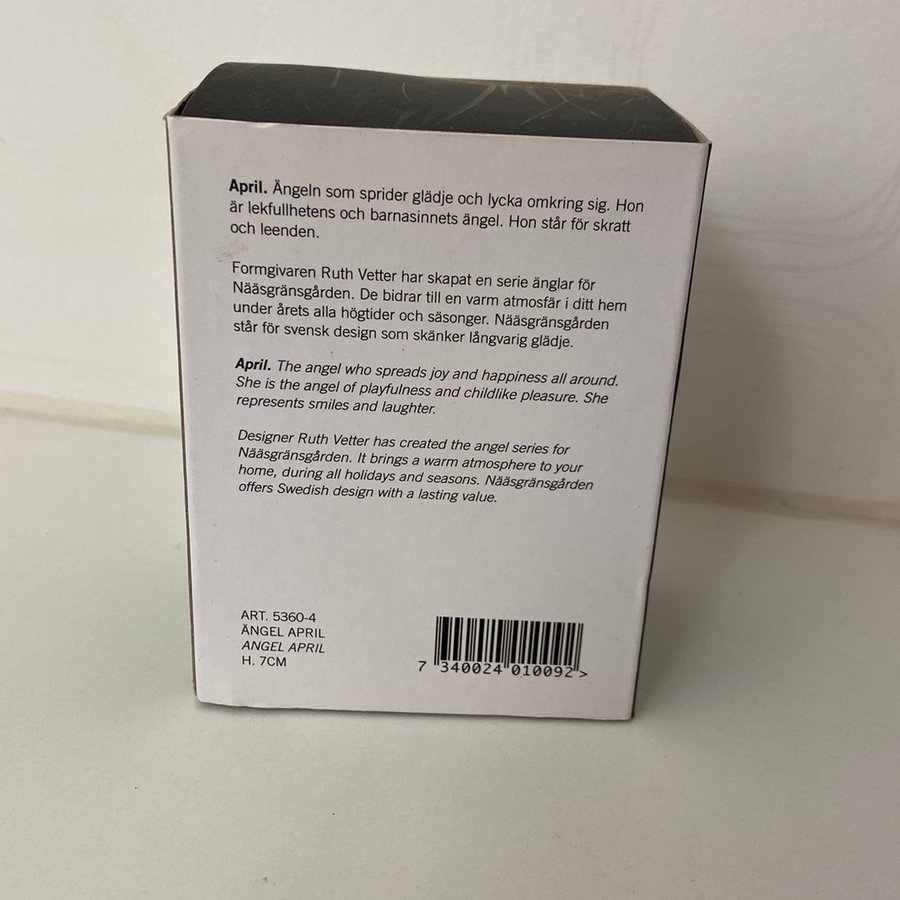 April. Ängeln som sprider glädje och lycka omkring sig. Hon
är lekfullhetens och barnasinnets ängel. Hon står för skratt
och leenden.
Formgivaren Ruth Vetter har skapat en serie änglar för
Nääsgränsgården. De bidrar till en varm atmosfär i ditt hem
under årets alla högtider och säsonger. Nääsgränsgården
står för svensk design som skänker långvarig glädje.
April. The angel who spreads joy and happiness all around.
She is the angel of playfulness and childlike pleasure. She
represents smiles and laughter.
Designer Ruth Vetter has created the angel series for
Nääsgränsgården. It brings a warm atmosphere to your
home, during all holidays and seasons. Nääsgränsgården
offers Swedish design with a lasting value.
ART. 5360-4
ÄNGEL APRIL
ANGEL APRIL
H. 7CM
7 340024 010092 >